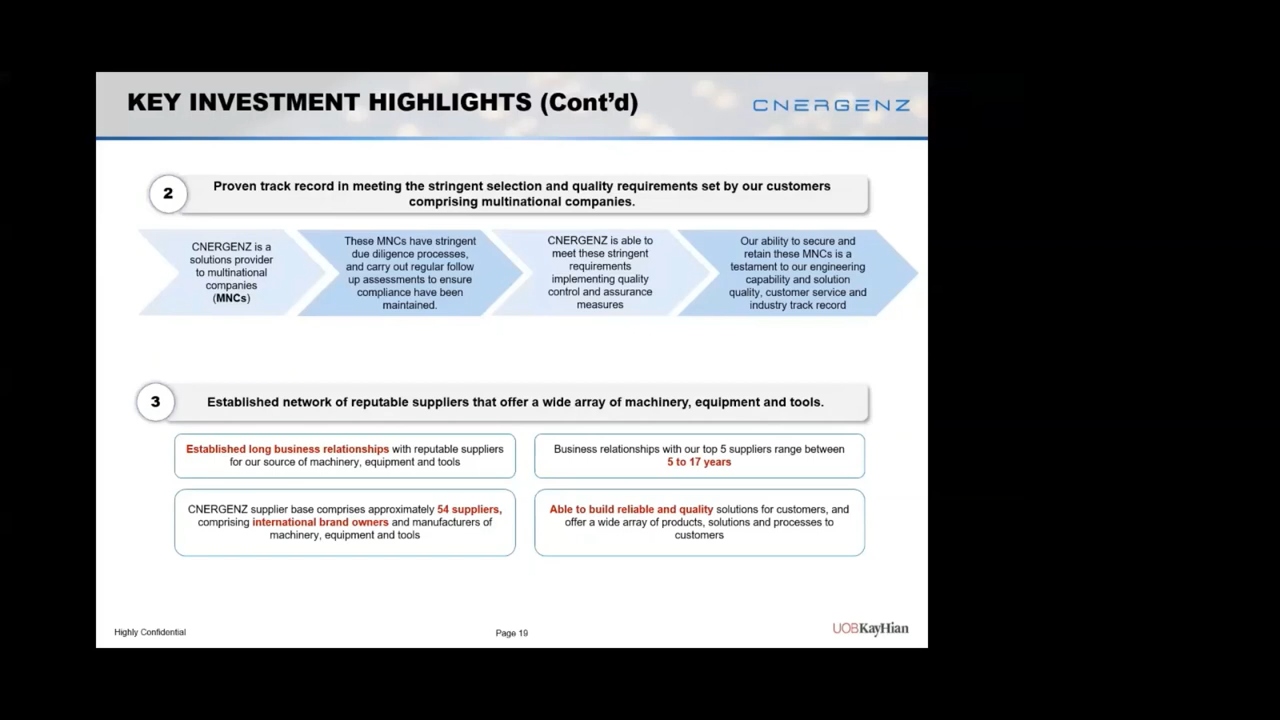 KEY INVESTMENT HIGHLIGHTS (Cont'd)
CNERGENZ
2
Proven track record in meeting the stringent selection and quality requirements set by our customers
comprising multinational companies.
CNERGENZ is a
solutions provider
to multinational
companies
(MNCs)
These MNCs have stringent
due diligence processes,
and carry out regular follow
up assessments to ensure
compliance have been
maintained.
CNERGENZ is able to
meet these stringent
requirements
implementing quality
control and assurance
measures
Our ability to secure and
retain these MNCs is a
testament to our engineering
capability and solution
quality, customer service and
industry track record
3
Established network of reputable suppliers that offer a wide array of machinery, equipment and tools.
Established long business relationships with reputable suppliers
for our source of machinery, equipment and tools
Business relationships with our top 5 suppliers range between
5 to 17 years
CNERGENZ supplier base comprises approximately 54 suppliers,
comprising international brand owners and manufacturers of
machinery, equipment and tools
Able to build reliable and quality solutions for customers, and
offer a wide array of products, solutions and processes to
customers
Highly Confidential
Page 19
UOBKayHian